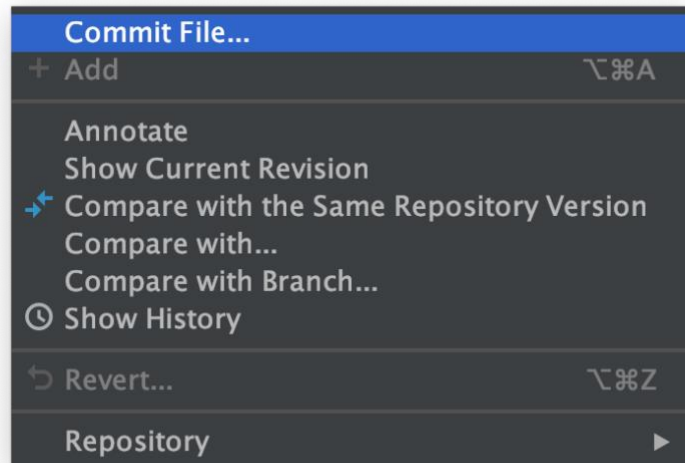 Commit File...
+ Add ⌥⌘A
Annotate
Show Current Revision
Compare with the Same Repository Version
Compare with...
Compare with Branch...
Show History
Revert... ⌥⌘Z
Repository